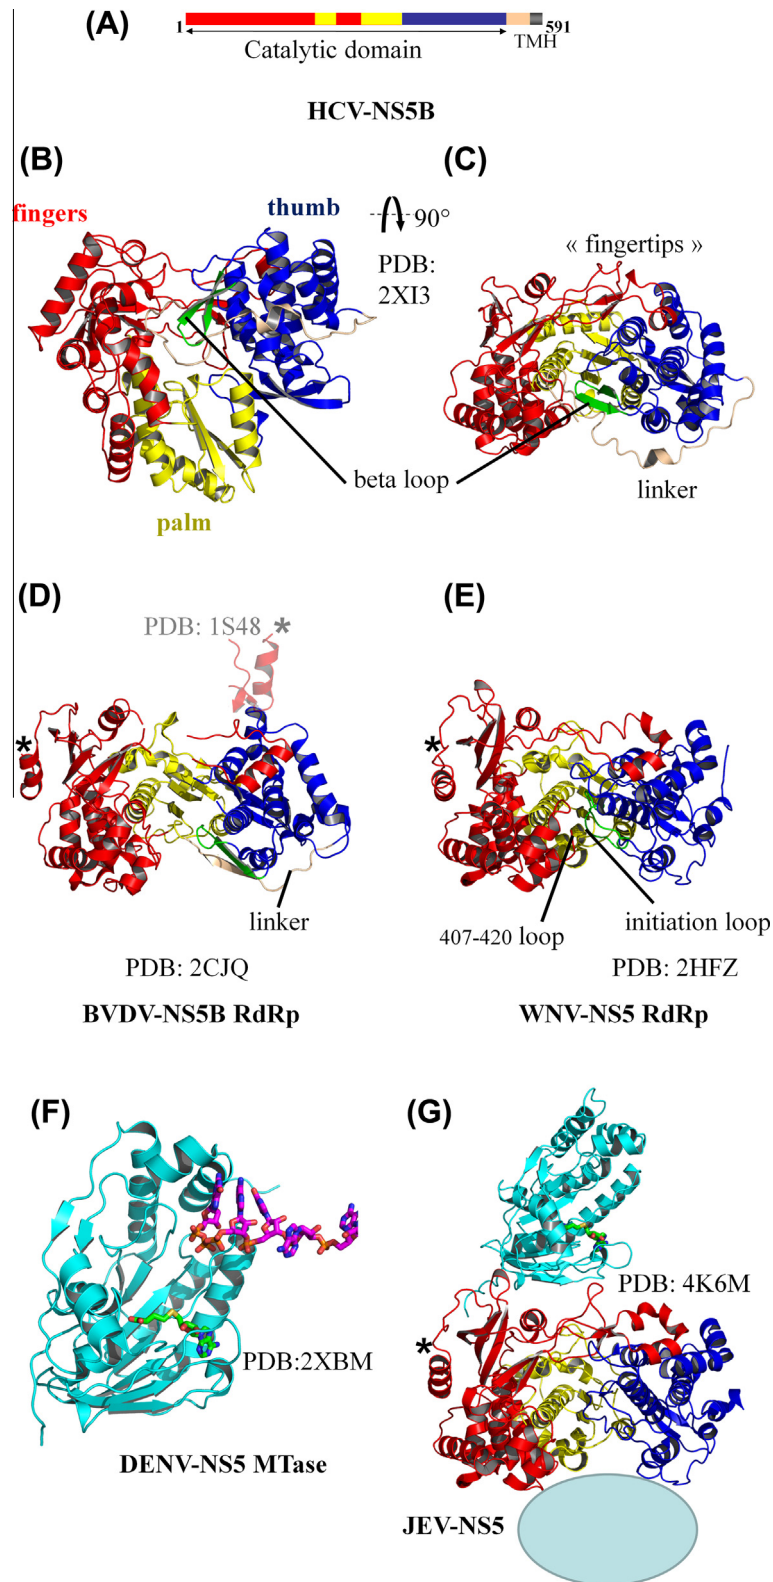 (A)
1
591
Catalytic domain
TMH
HCV-NS5B
(B)
(C)
fingers
thumb
90°
PDB:
2XI3
« fingertips »
beta loop
linker
palm
(D)
(E)
PDB: 1S48 *
*
*
linker
407-420 loop
initiation loop
PDB: 2CJQ
PDB: 2HFZ
BVDV-NS5B RdRp
WNV-NS5 RdRp
(F)
(G)
PDB: 4K6M
*
PDB:2XBM
DENV-NS5 MTase
JEV-NS5